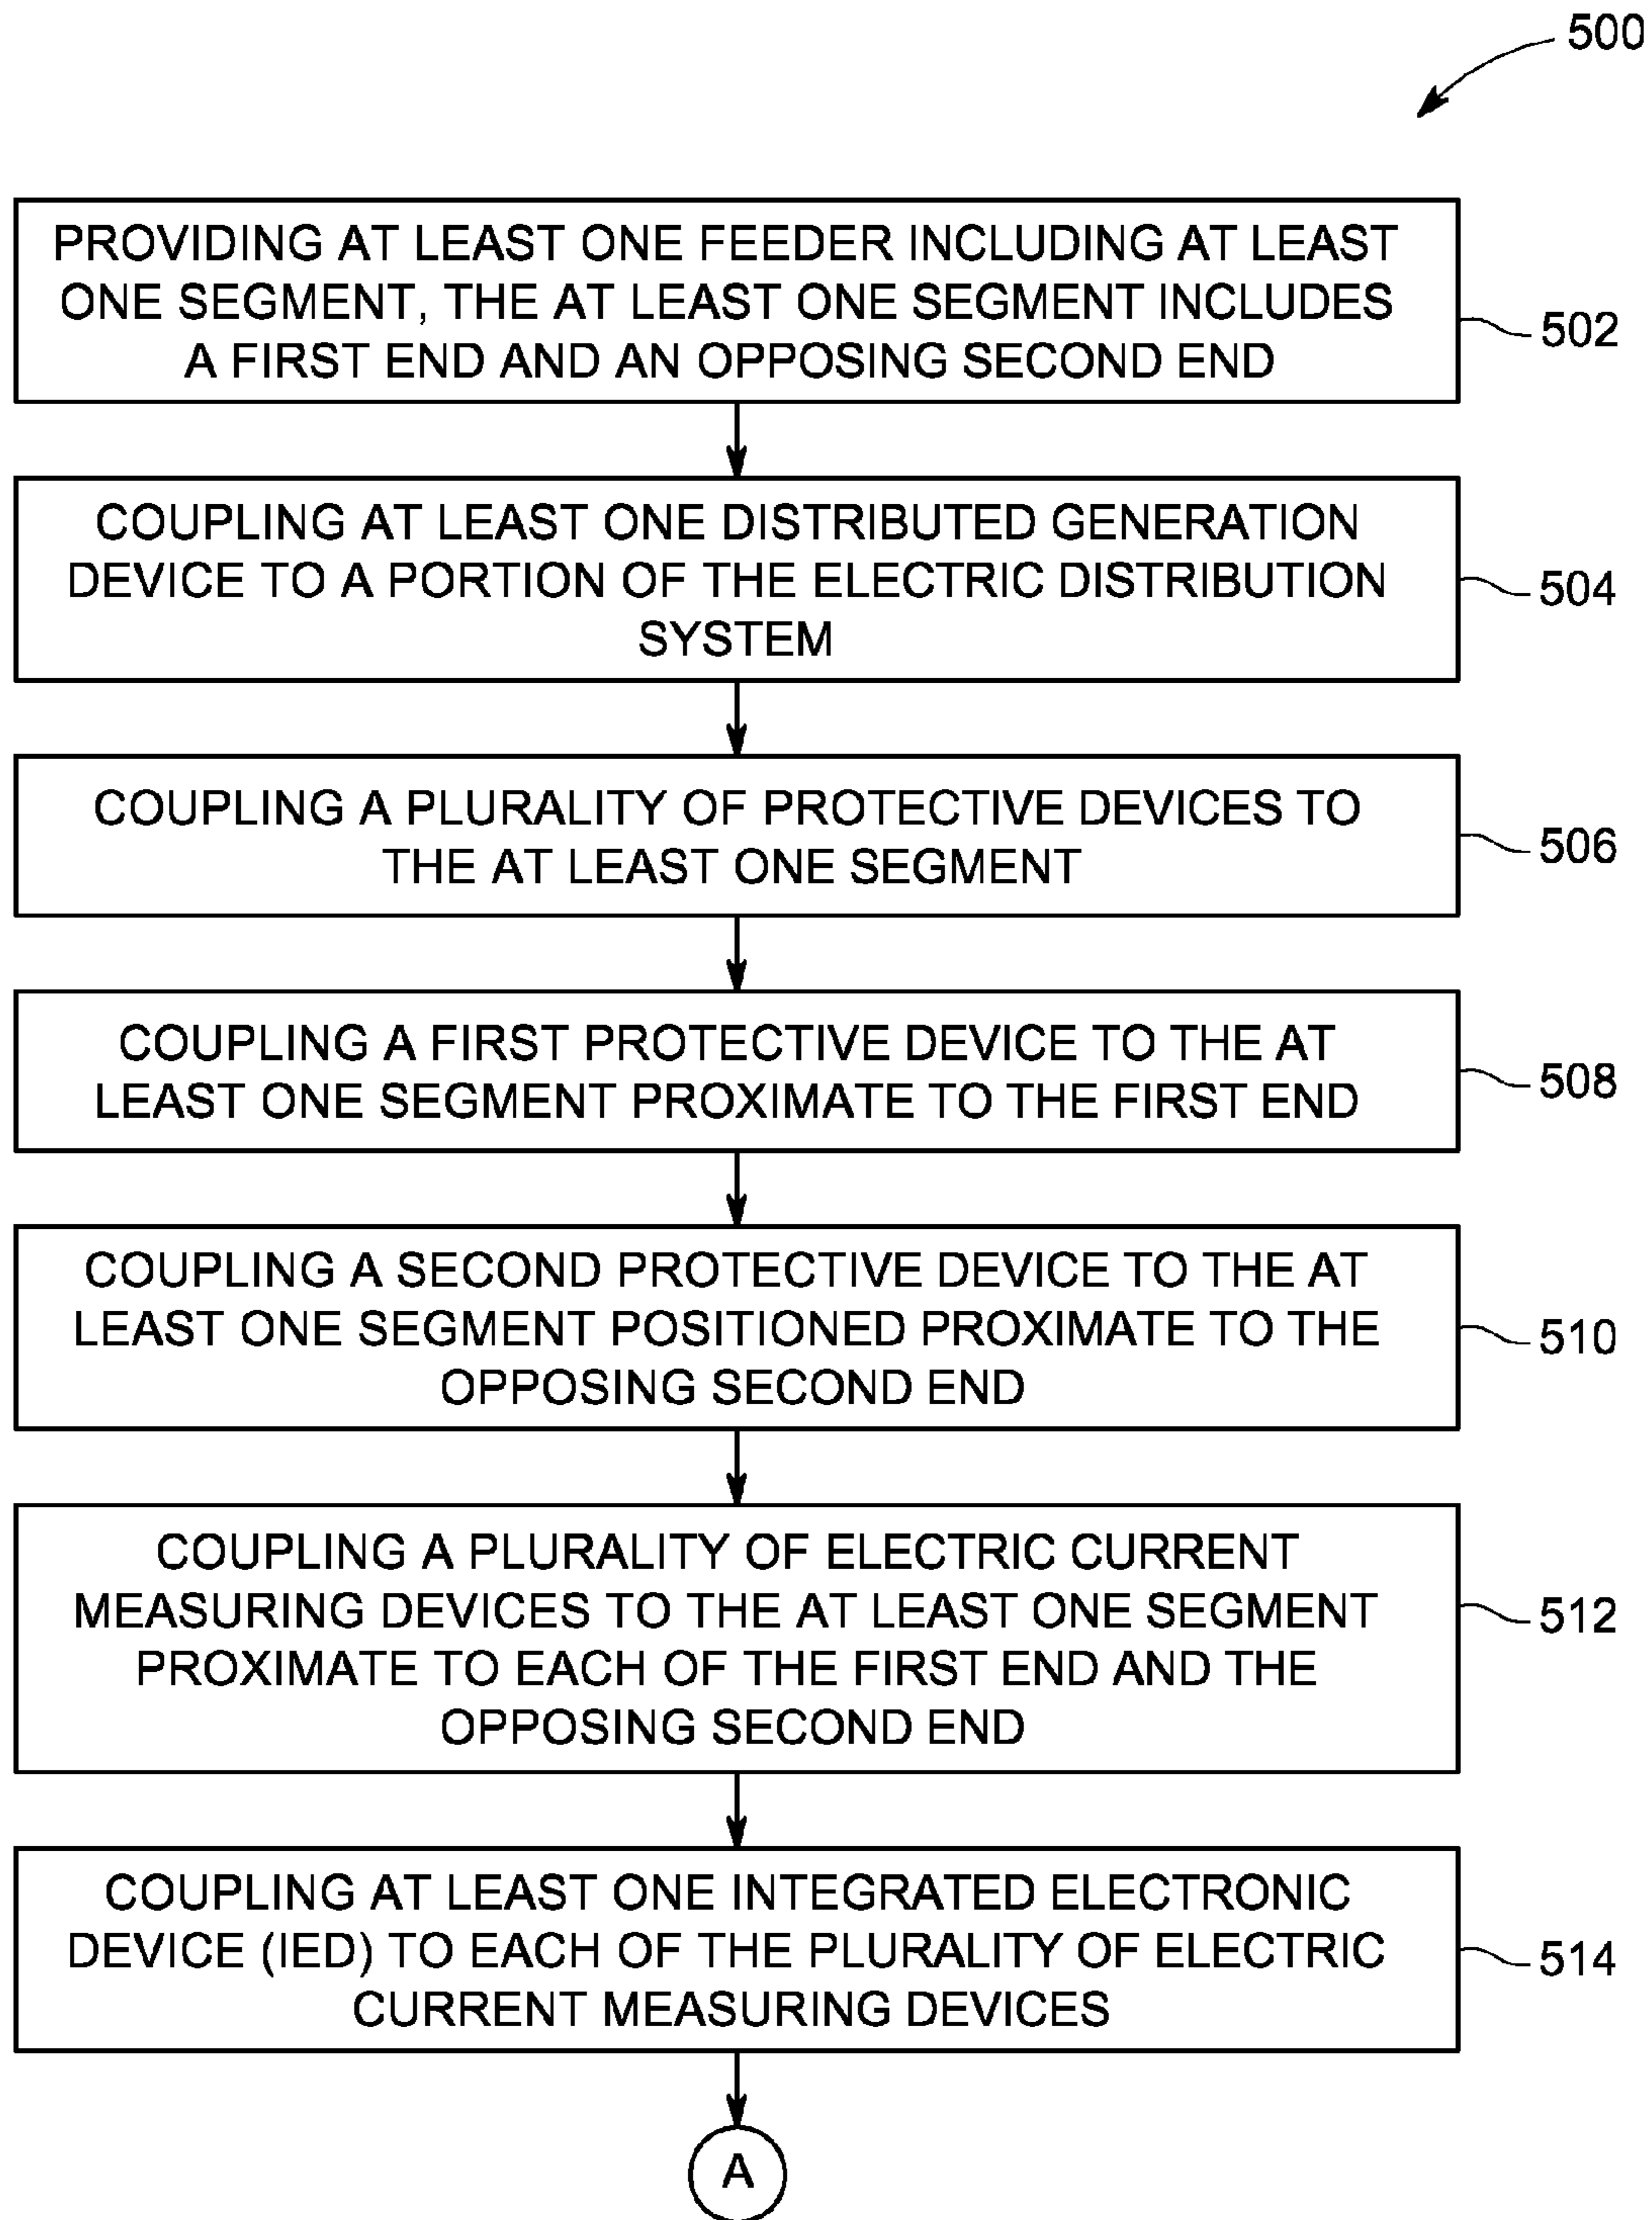 500
PROVIDING AT LEAST ONE FEEDER INCLUDING AT LEAST
ONE SEGMENT, THE AT LEAST ONE SEGMENT INCLUDES
A FIRST END AND AN OPPOSING SECOND END
502
COUPLING AT LEAST ONE DISTRIBUTED GENERATION
DEVICE TO A PORTION OF THE ELECTRIC DISTRIBUTION
SYSTEM
504
COUPLING A PLURALITY OF PROTECTIVE DEVICES TO
THE AT LEAST ONE SEGMENT
506
COUPLING A FIRST PROTECTIVE DEVICE TO THE AT
LEAST ONE SEGMENT PROXIMATE TO THE FIRST END
508
COUPLING A SECOND PROTECTIVE DEVICE TO THE AT
LEAST ONE SEGMENT POSITIONED PROXIMATE TO THE
OPPOSING SECOND END
510
COUPLING A PLURALITY OF ELECTRIC CURRENT
MEASURING DEVICES TO THE AT LEAST ONE SEGMENT
PROXIMATE TO EACH OF THE FIRST END AND THE
OPPOSING SECOND END
512
COUPLING AT LEAST ONE INTEGRATED ELECTRONIC
DEVICE (IED) TO EACH OF THE PLURALITY OF ELECTRIC
CURRENT MEASURING DEVICES
514
A